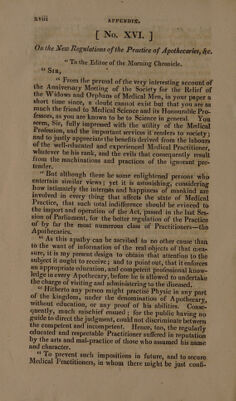 xviii APPENDIX.
[ No. XVI. ]
On the New Regulations of the Practice of Apothecaries, &c.
"To the Editor of the Morning Chronicle.
"SIR,
"From the perusal of the very interesting account of
the Anniversary Meeting of the Society for the Relief of
the Widows and Orphans of Medical Men, in your paper a
short time since, a doubt cannot exist but that you are as
much the friend to Medical Science and its Honourable Pro-
fessors, as you are known to be to Science in general. You
seem, Sir, fully impressed with the utility of the Medical
Profession, and the important services it renders to society;
and to justly appreciate the benefits derived from the labours
of the well-educated and experienced Medical Practitioner,
whatever be his rank, and the evils that consequently result
from the machinations and practices of the ignorant pre-
tender.
"But although there be some enlightened persons who
entertain similar views; yet it is astonishing, considering
how intimately the interests and happiness of mankind are
involved in every thing that affects the state of Medical
Practice, that such total indifference should be evinced to
the import and operation of the Act, passed in the last Ses-
sion of Parliament, for the better regulation of the Practice
of by far the most numerous class of Practitioners—the
Apothecaries.
"As this apathy can be ascribed to no other cause than
to the want of information of the real objects of that mea-
sure, it is my present design to obtain that attention to the
subject it ought to receive; and to point out, that it enforces
an appropriate education, and competent professional know-
ledge in every Apothecary, before he is allowed to undertake
the charge of visiting and administering to the diseased.
"Hitherto any person might practise Physic in any part
of the kingdom, under the denomination of Apothecary,
without education, or any proof of his abilities. Conse-
quently, much mischief ensued; for the public having no
guide to direct the judgment, could not discriminate between
the competent and incompetent. Hence, too, the regularly
educated and respectable Practitioner suffered in reputation
by the arts and mal-practice of those who assumed his name
and character.
"To prevent such impositions in future, and to secure
Medical Practitioners, in whom there might be just confi-